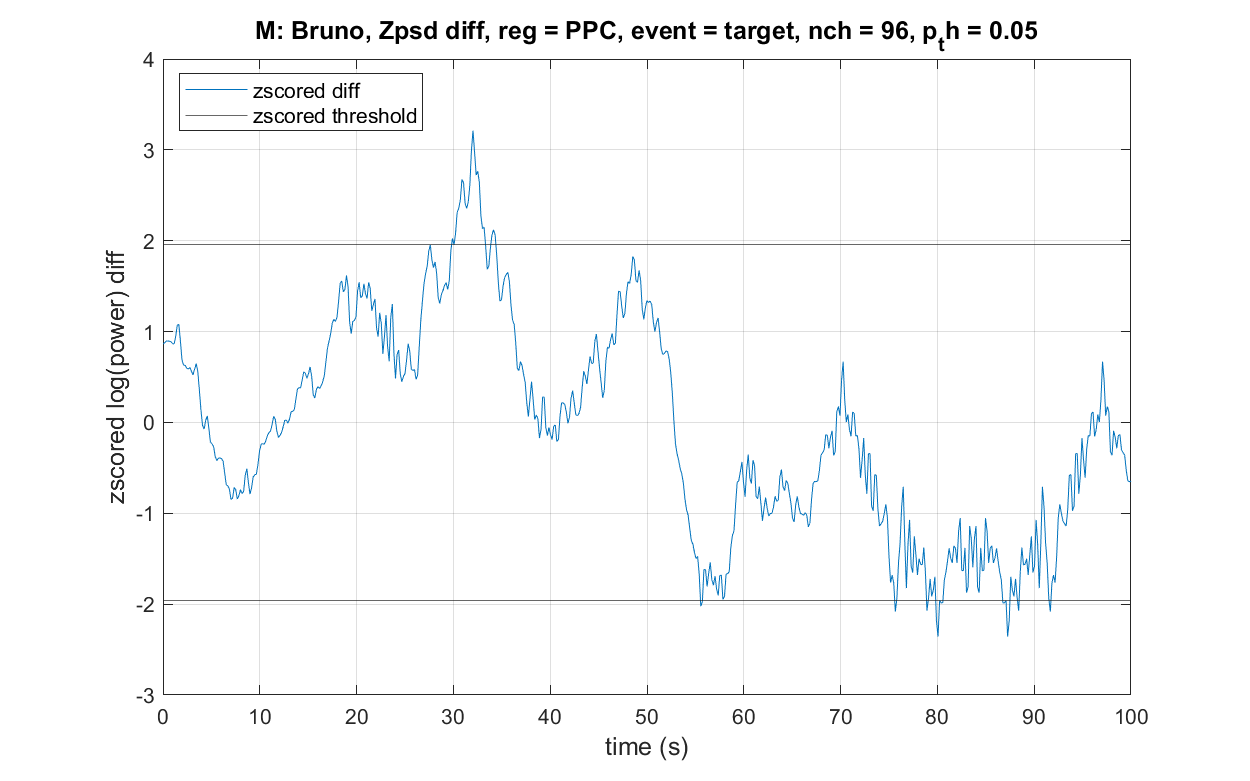 M: Bruno, Zpsd diff, reg = PPC, event = target, nch = 96, p_th = 0.05
4
zscored diff
zscored threshold
3
2
1
0
-1
-2
-3
zscored log(power) diff
0 10 20 30 40 50 60 70 80 90 100
time (s)